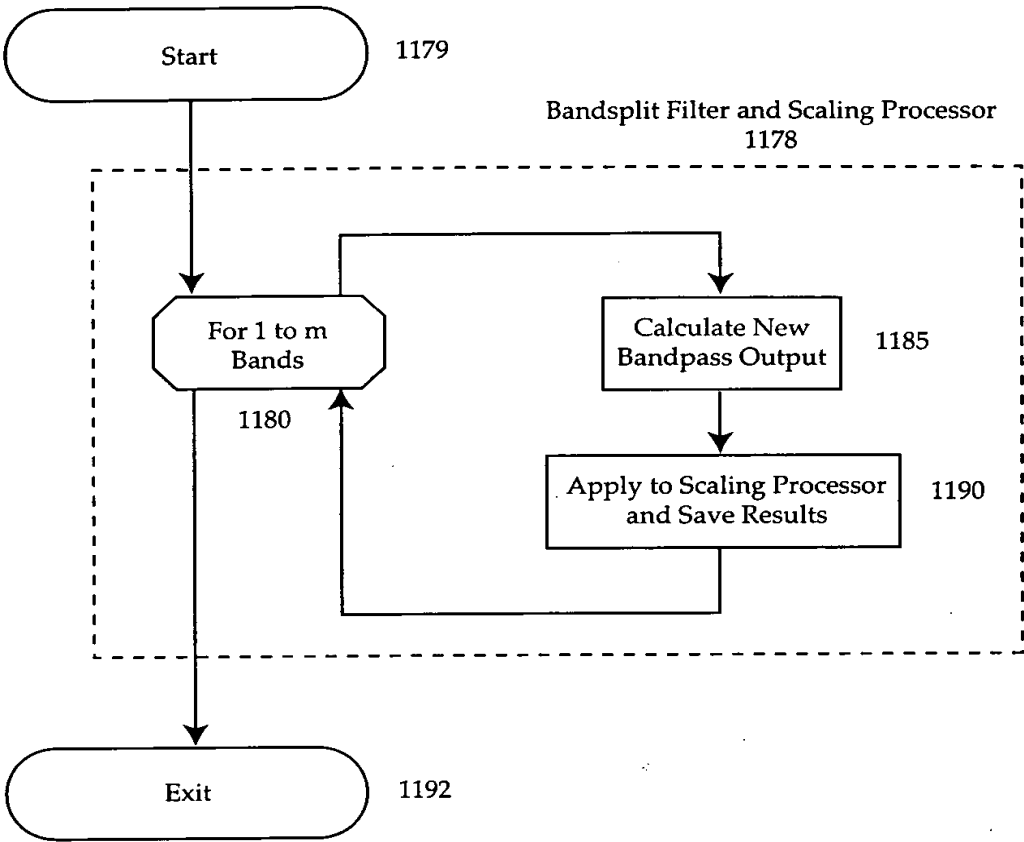 Start
1179
Bandsplit Filter and Scaling Processor
1178
For 1 to m
Bands
1180
Calculate New
Bandpass Output
1185
Apply to Scaling Processor
and Save Results
1190
Exit
1192